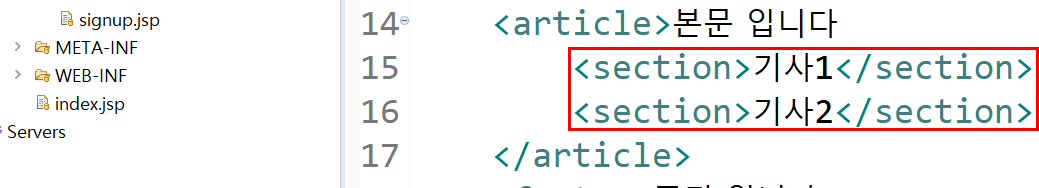 signup.jsp
META-INF
WEB-INF
index.jsp
Servers
14 <article>본문 입니다
15 <section>기사1</section>
16 <section>기사2</section>
17 </article>